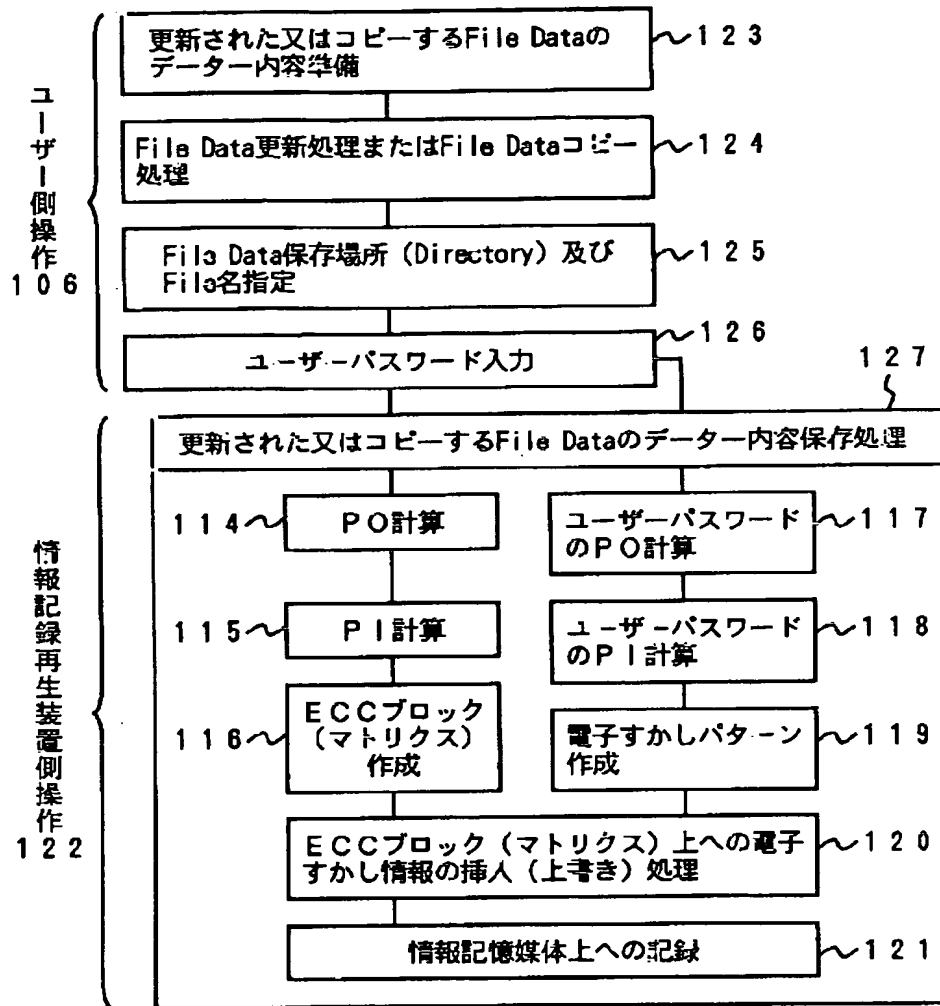 更新された又はコピーするFile Dataの
データー内容準備
123
File Data更新処理またはFile Dataコピー
処理
124
File Data保存場所(Directory)及び
File名指定
125
126
ユーザーパスワード入力
ユーザー側操作
106
127
更新された又はコピーするFile Dataのデーター内容保存処理
114
PO計算
ユーザーパスワード
のPO計算
117
115
PI計算
ユーザーパスワード
のPI計算
118
116
ECCブロック
(マトリクス)
作成
電子すかしパターン
作成
119
ECCブロック(マトリクス)上への電子
すかし情報の挿入(上書き)処理
120
情報記憶媒体上への記録
121
情報記録再生装置側操作
122